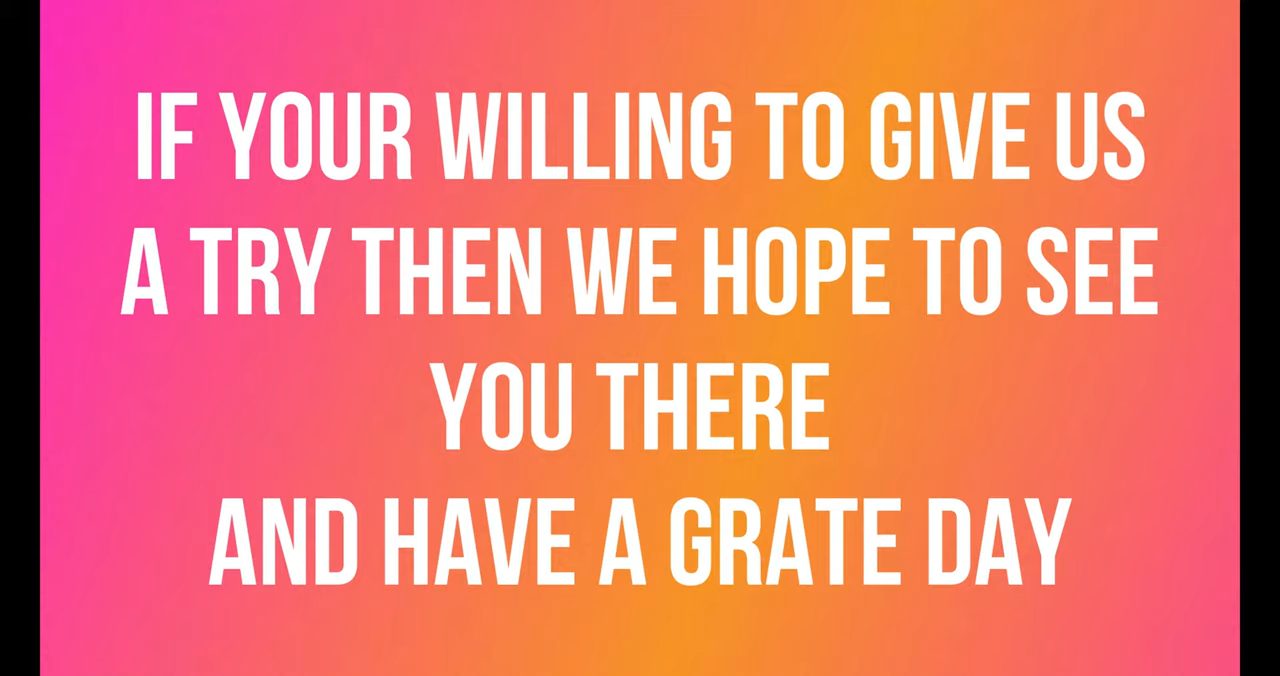 IF YOUR WILLING TO GIVE US
A TRY THEN WE HOPE TO SEE
YOU THERE
AND HAVE A GRATE DAY